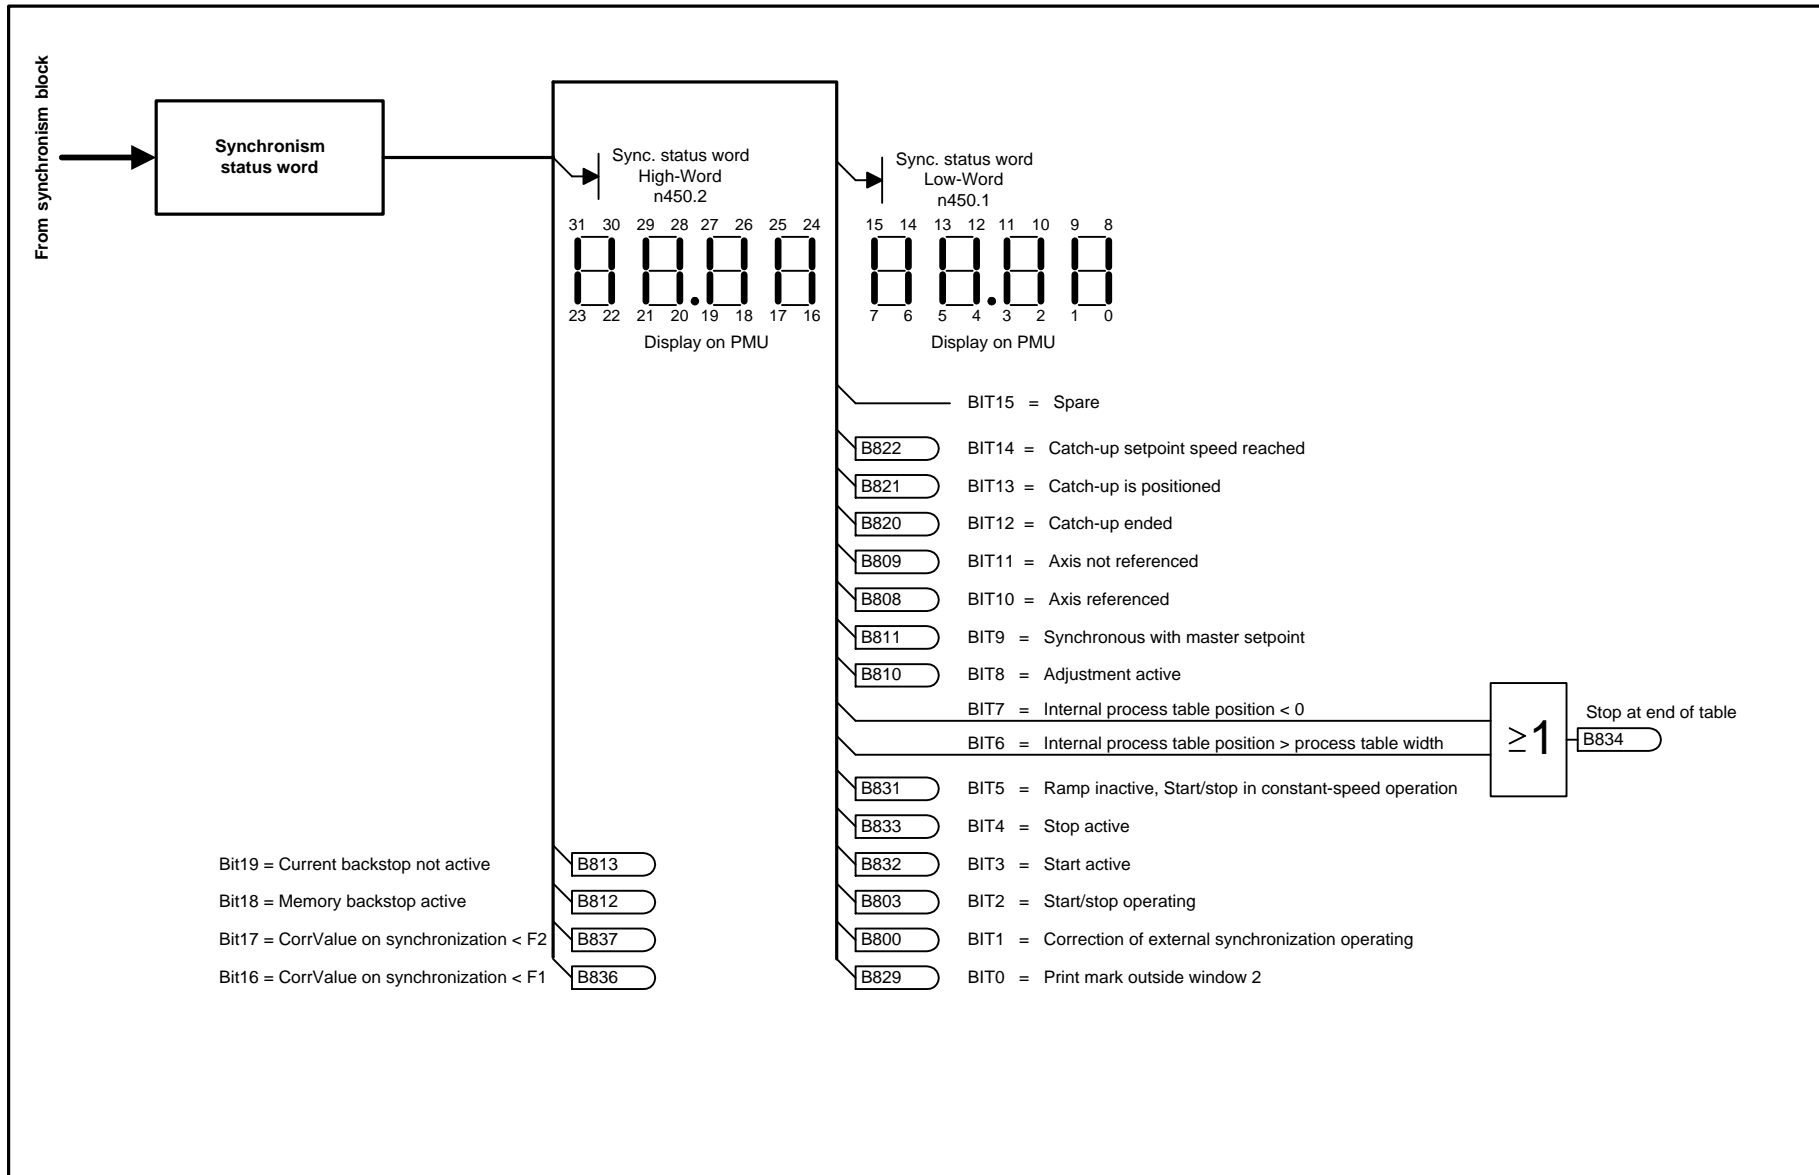 From synchronism block
Synchronism
status word
Sync. status word
High-Word
n450.2
31 30 29 28 27 26 25 24
23 22 21 20 19 18 17 16
Display on PMU
Sync. status word
Low-Word
n450.1
15 14 13 12 11 10 9 8
7 6 5 4 3 2 1 0
Display on PMU
BIT15 = Spare
B822 BIT14 = Catch-up setpoint speed reached
B821 BIT13 = Catch-up is positioned
B820 BIT12 = Catch-up ended
B809 BIT11 = Axis not referenced
B808 BIT10 = Axis referenced
B811 BIT9 = Synchronous with master setpoint
B810 BIT8 = Adjustment active
BIT7 = Internal process table position < 0
BIT6 = Internal process table position > process table width
≥1
Stop at end of table
B834
B831 BIT5 = Ramp inactive, Start/stop in constant-speed operation
B833 BIT4 = Stop active
B832 BIT3 = Start active
B803 BIT2 = Start/stop operating
B800 BIT1 = Correction of external synchronization operating
B829 BIT0 = Print mark outside window 2
Bit19 = Current backstop not active B813
Bit18 = Memory backstop active B812
Bit17 = CorrValue on synchronization < F2 B837
Bit16 = CorrValue on synchronization < F1 B836